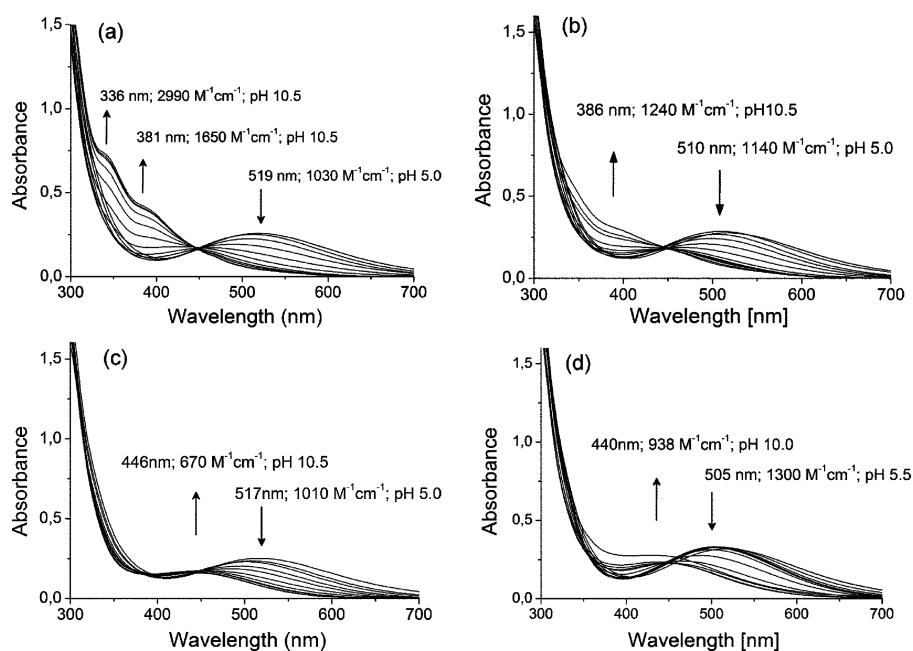 (a)
336 nm; 2990 M⁻¹cm⁻¹; pH 10.5
381 nm; 1650 M⁻¹cm⁻¹; pH 10.5
519 nm; 1030 M⁻¹cm⁻¹; pH 5.0
Absorbance
1,5
1,0
0,5
0,0
300 400 500 600 700
Wavelength (nm)
(b)
386 nm; 1240 M⁻¹cm⁻¹; pH10.5
510 nm; 1140 M⁻¹cm⁻¹; pH 5.0
Absorbance
1,5
1,0
0,5
0,0
300 400 500 600 700
Wavelength [nm]
(c)
446nm; 670 M⁻¹cm⁻¹; pH 10.5
517nm; 1010 M⁻¹cm⁻¹; pH 5.0
Absorbance
1,5
1,0
0,5
0,0
300 400 500 600 700
Wavelength (nm)
(d)
440nm; 938 M⁻¹cm⁻¹; pH 10.0
505 nm; 1300 M⁻¹cm⁻¹; pH 5.5
Absorbance
1,5
1,0
0,5
0,0
300 400 500 600 700
Wavelength [nm]